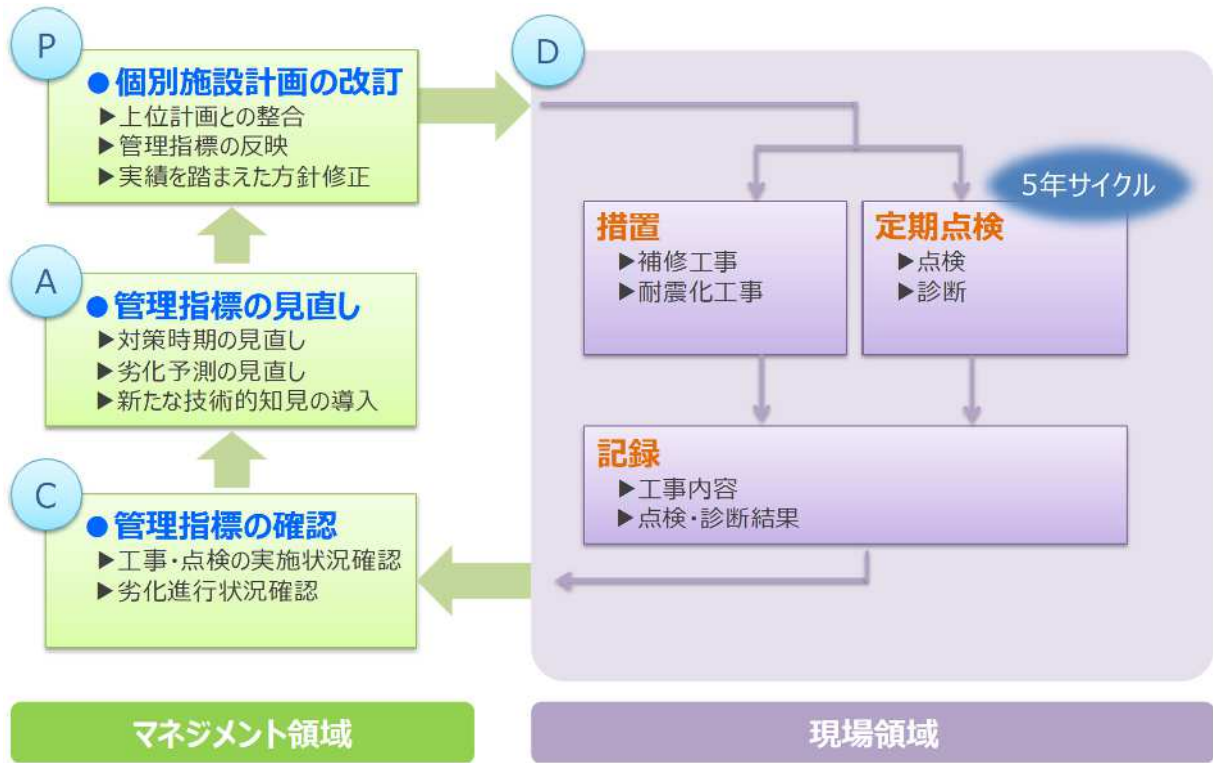 P
●個別施設計画の改訂
▶上位計画との整合
▶管理指標の反映
▶実績を踏まえた方針修正
A
●管理指標の見直し
▶対策時期の見直し
▶劣化予測の見直し
▶新たな技術的知見の導入
C
●管理指標の確認
▶工事・点検の実施状況確認
▶劣化進行状況確認
マネジメント領域
D
5年サイクル
措置
▶補修工事
▶耐震化工事
定期点検
▶点検
▶診断
記録
▶工事内容
▶点検・診断結果
現場領域